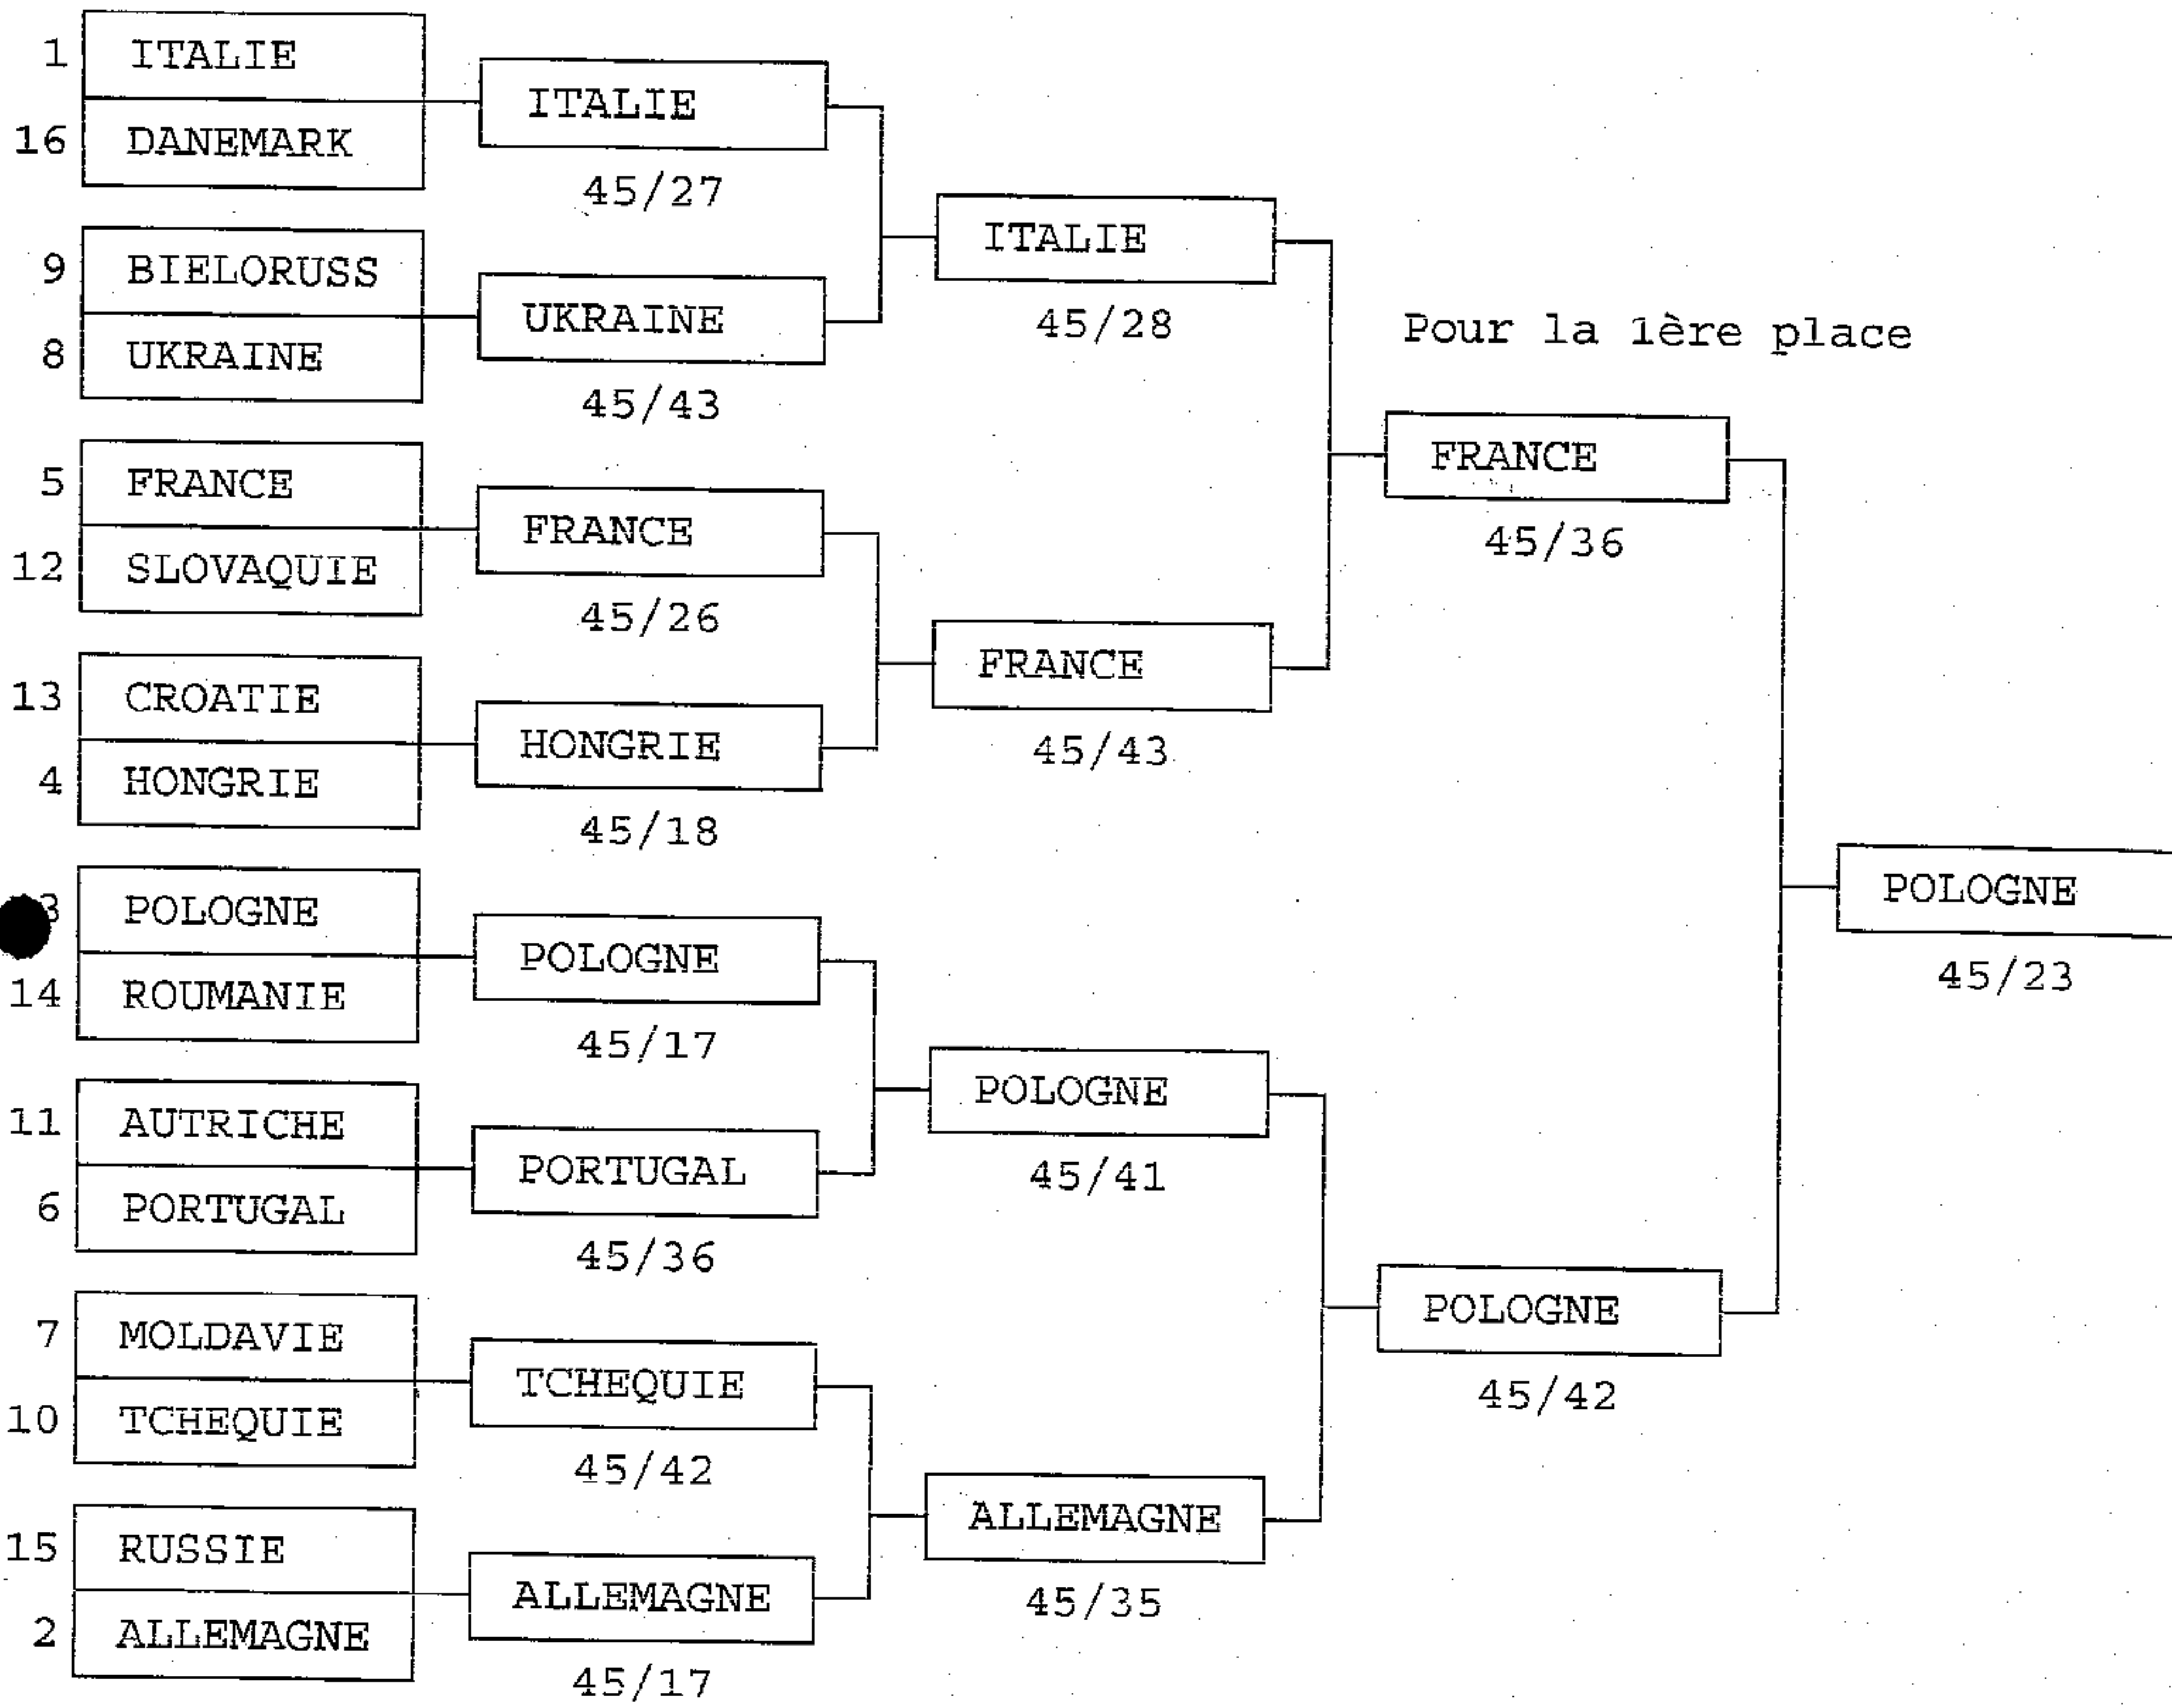 1 ITALIE
16 DANEMARK
9 BIELORUSS
8 UKRAINE
5 FRANCE
12 SLOVAQUIE
13 CROATIE
4 HONGRIE
3 POLOGNE
14 ROUMANIE
11 AUTRICHE
6 PORTUGAL
7 MOLDAVIE
10 TCHEQUIE
15 RUSSIE
2 ALLEMAGNE
ITALIE
45/27
UKRAINE
45/43
FRANCE
45/26
HONGRIE
45/18
POLOGNE
45/17
PORTUGAL
45/36
TCHEQUIE
45/42
ALLEMAGNE
45/17
ITALIE
45/28
FRANCE
45/43
POLOGNE
45/41
ALLEMAGNE
45/35
Pour la 1ère place
FRANCE
45/36
POLOGNE
45/42
POLOGNE
45/23